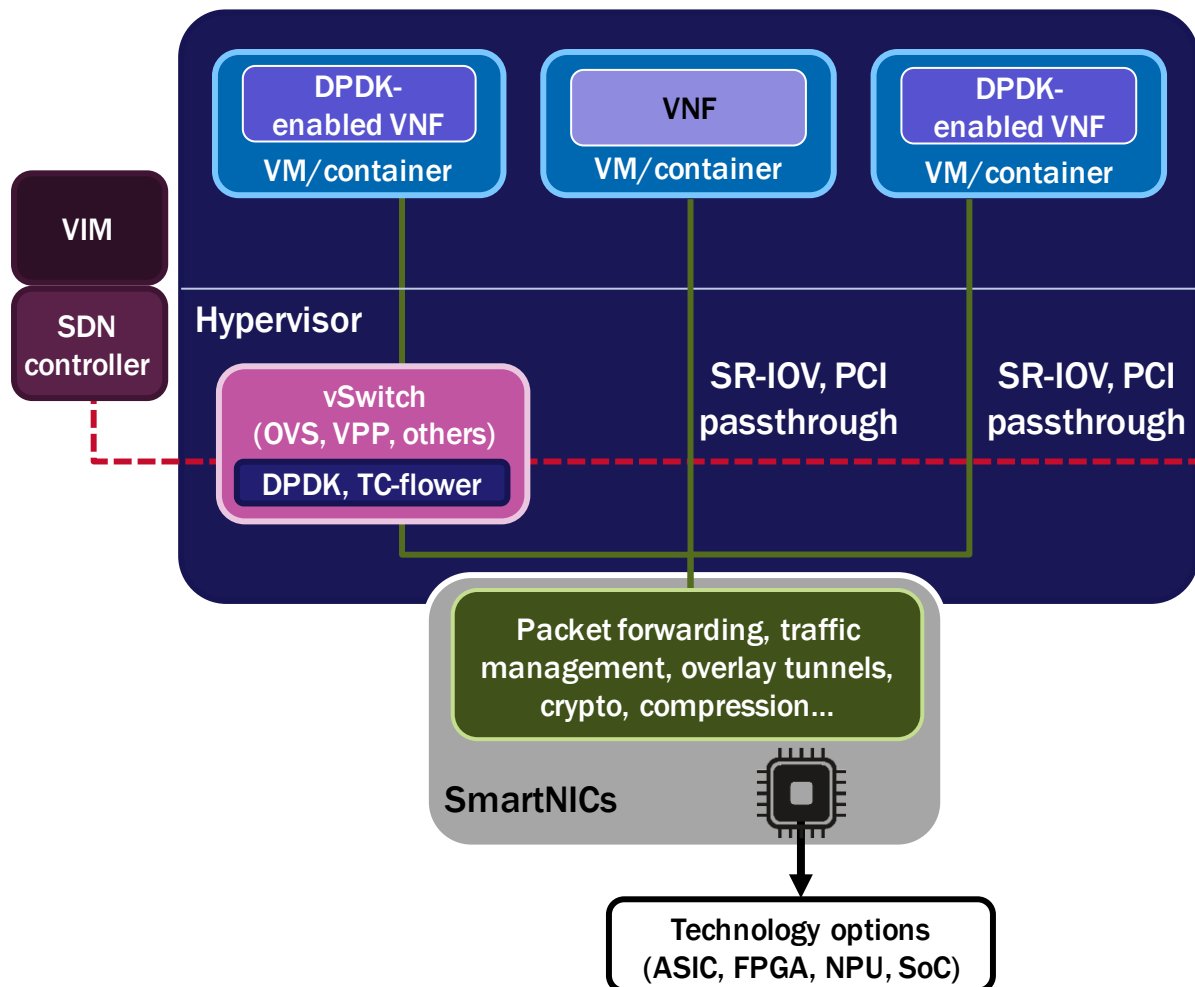 DPDK-
enabled VNF
VM/container
VNF
VM/container
DPDK-
enabled VNF
VM/container
VIM
SDN
controller
Hypervisor
vSwitch
(OVS, VPP, others)
DPDK, TC-flower
SR-IOV, PCI
passthrough
SR-IOV, PCI
passthrough
Packet forwarding, traffic
management, overlay tunnels,
crypto, compression...
SmartNICs
Technology options
(ASIC, FPGA, NPU, SoC)